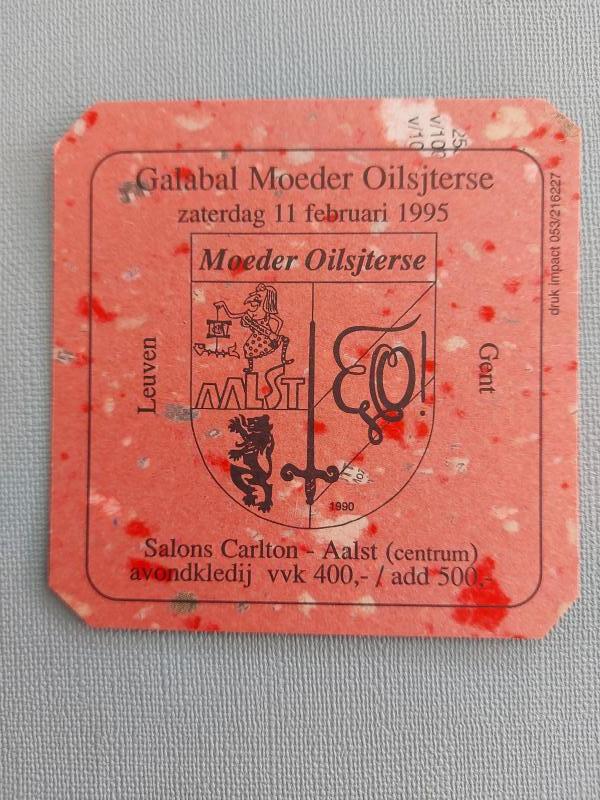 Galabal Moeder Oilsjterse
zaterdag 11 februari 1995
Moeder Oilsjterse
Leuven
Gent
AALST
1990
Salons Carlton - Aalst (centrum)
avondkledij vvk 400,- / add 500,-
druk impact 053/216227